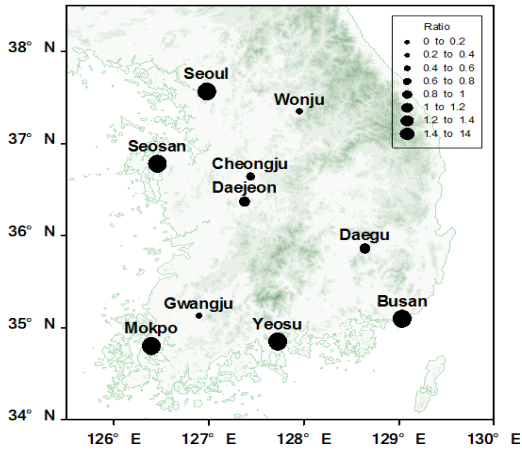 38° N
37° N
36° N
35° N
34° N
Ratio
0 to 0.2
0.2 to 0.4
0.4 to 0.6
0.6 to 0.8
0.8 to 1
1 to 1.2
1.2 to 1.4
1.4 to 14
Seoul
Wonju
Seosan
Cheongju
Daejeon
Daegu
Gwangju
Busan
Mokpo
Yeosu
126° E 127° E 128° E 129° E 130° E